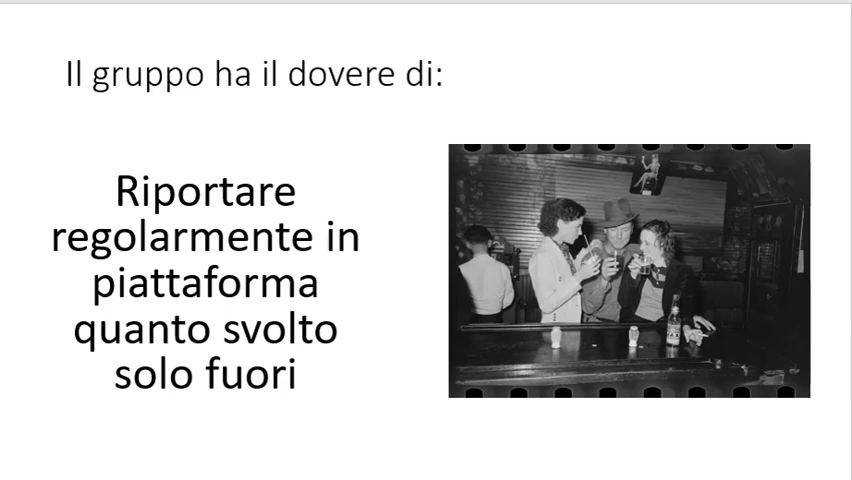 Il gruppo ha il dovere di:
Riportare
regolarmente in
piattaforma
quanto svolto
solo fuori